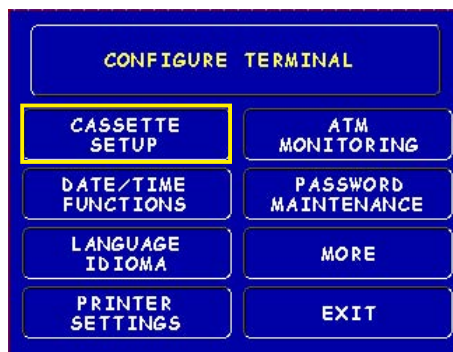 CONFIGURE TERMINAL
CASSETTE
SETUP
ATM
MONITORING
DATE/TIME
FUNCTIONS
PASSWORD
MAINTENANCE
LANGUAGE
IDIOMA
MORE
PRINTER
SETTINGS
EXIT